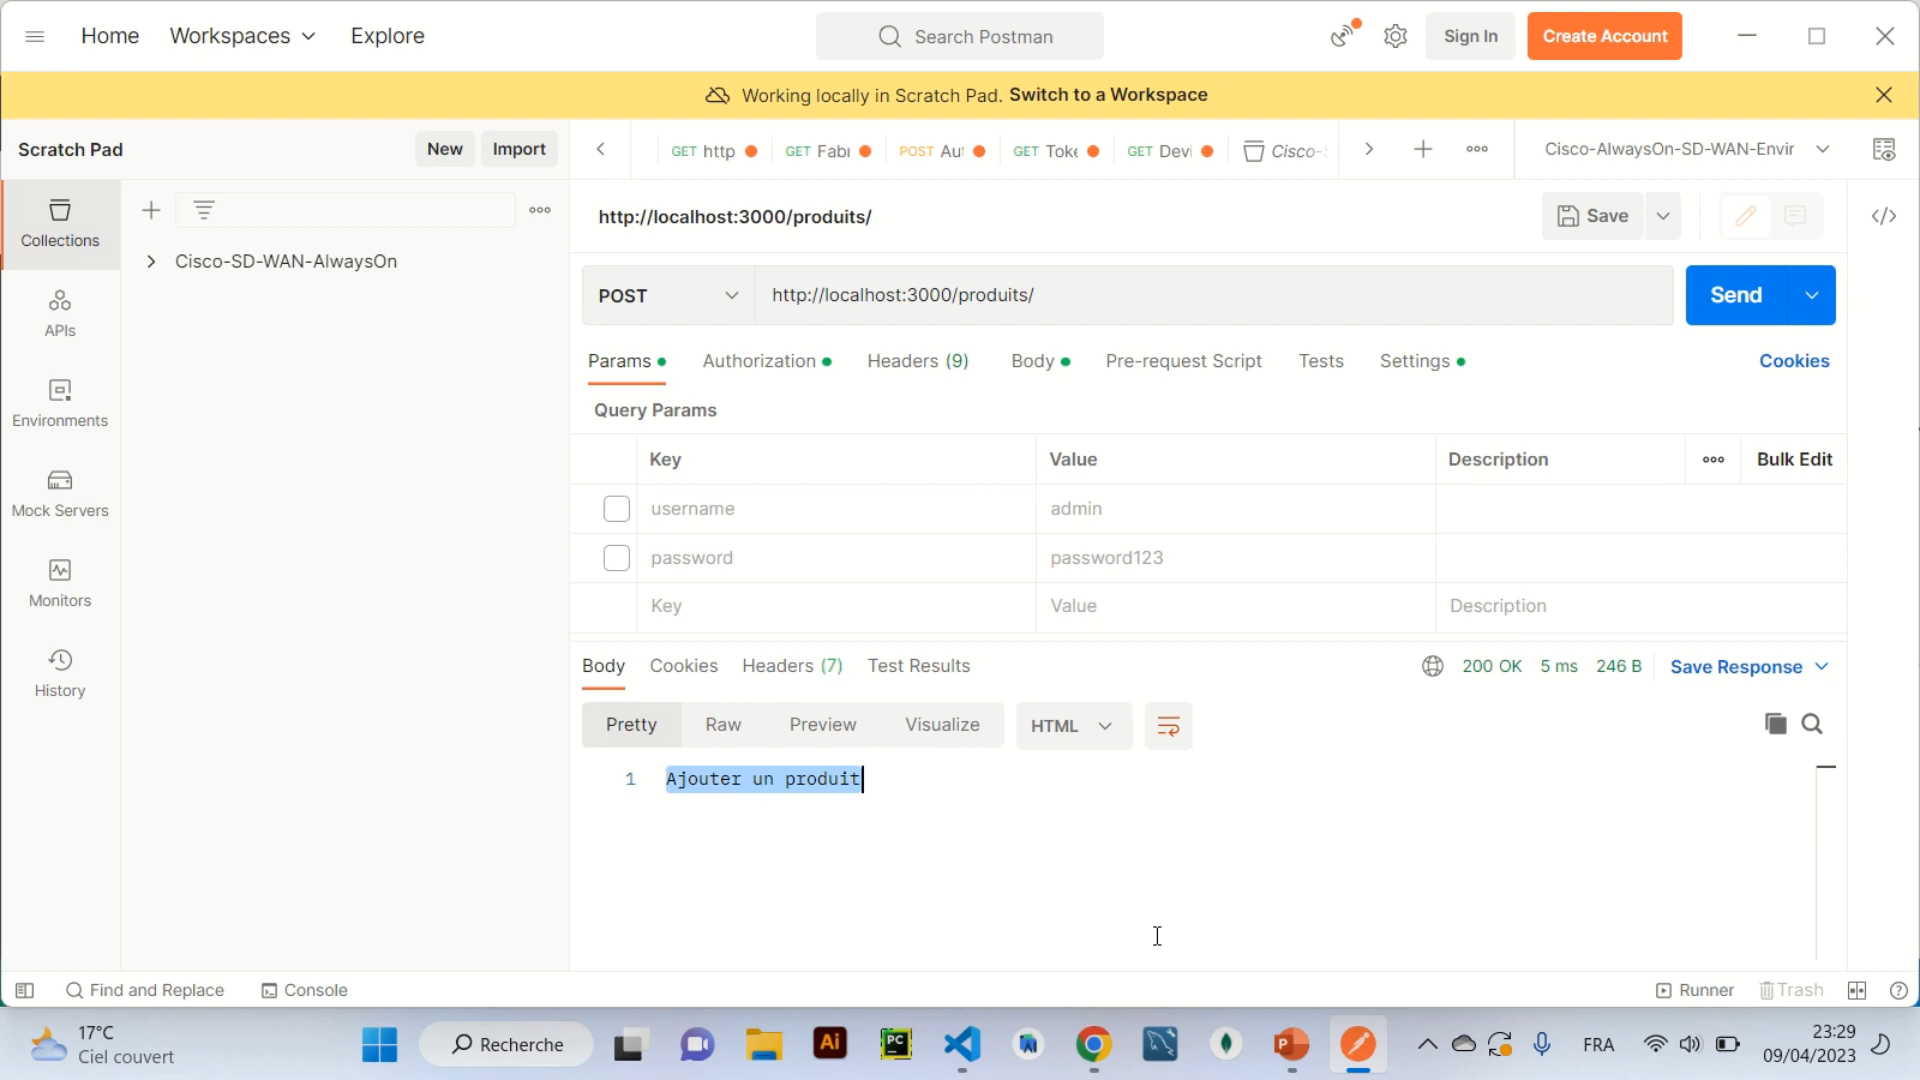 Home Workspaces Explore Search Postman Sign In Create Account
Working locally in Scratch Pad. Switch to a Workspace
Scratch Pad New Import GET http GET Fabr POST Aut GET Toke GET Devi Cisco- Cisco-AlwaysOn-SD-WAN-Envir
http://localhost:3000/produits/ Save
Collections
Cisco-SD-WAN-AlwaysOn
POST http://localhost:3000/produits/ Send
APIs
Params Authorization Headers (9) Body Pre-request Script Tests Settings Cookies
Environments
Query Params
Key Value Description Bulk Edit
Mock Servers
username admin
password password123
Monitors
Key Value Description
History
Body Cookies Headers (7) Test Results 200 OK 5 ms 246 B Save Response
Pretty Raw Preview Visualize HTML
1 Ajouter un produit
Find and Replace Console Runner Trash
17°C
Ciel couvert
Recherche
Ai
PC
P
FRA
23:29
09/04/2023